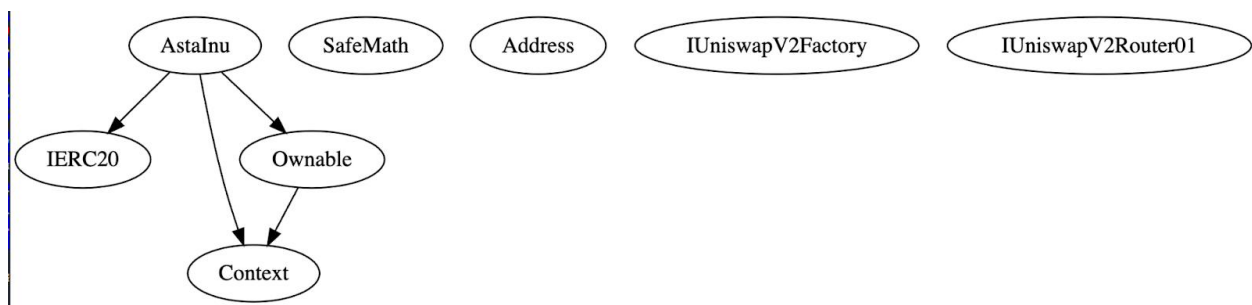 AstaInu
SafeMath
Address
IUniswapV2Factory
IUniswapV2Router01
IERC20
Ownable
Context